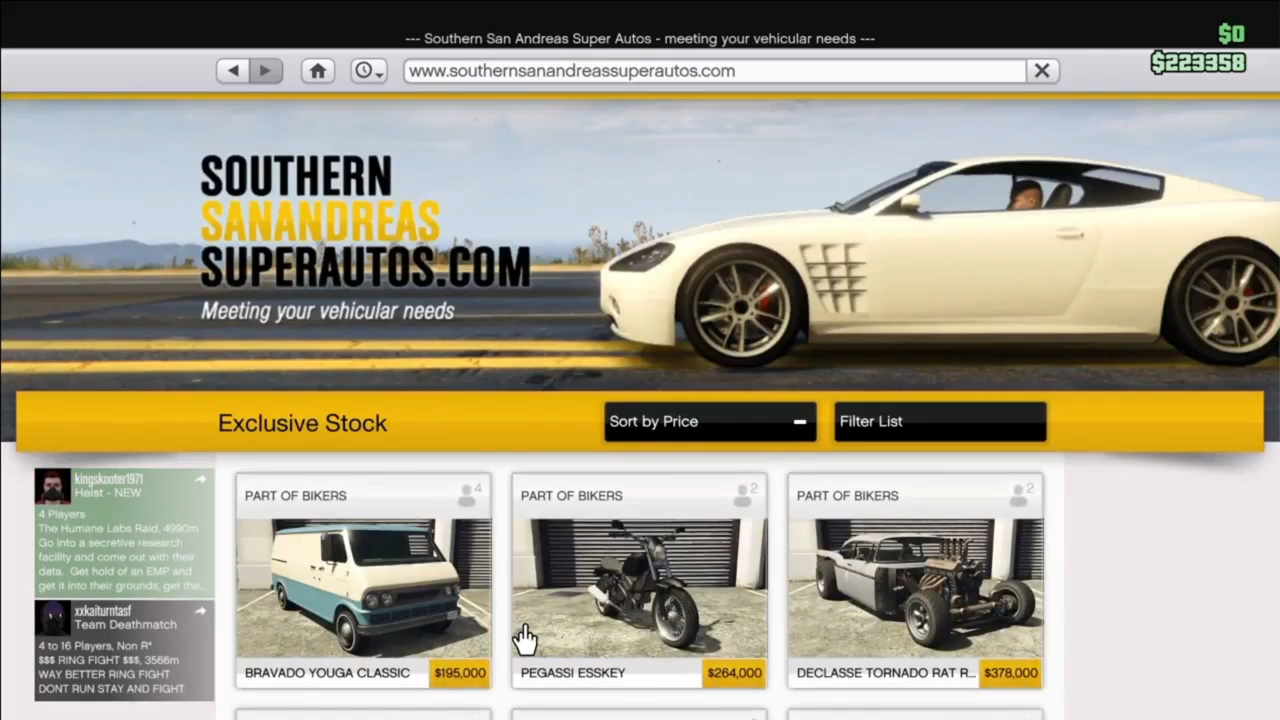 --- Southern San Andreas Super Autos - meeting your vehicular needs ---
$0
$223358
www.southernsanandreassuperautos.com
SOUTHERN
SANANDREAS
SUPERAUTOS.COM
Meeting your vehicular needs
Exclusive Stock
Sort by Price
Filter List
kingskooter1971
Heist - NEW
4 Players
The Humane Labs Raid, 4990m
Go into a secretive research
facility and come out with their
data. Get hold of an EMP and
get it into their grounds, get the...
xxkaiturntasf
Team Deathmatch
4 to 16 Players, Non R*
$$$ RING FIGHT $$$, 3566m
WAY BETTER RING FIGHT
DONT RUN STAY AND FIGHT
PART OF BIKERS
4
BRAVADO YOUGA CLASSIC
$195,000
PART OF BIKERS
2
PEGASSI ESSKEY
$264,000
PART OF BIKERS
2
DECLASSE TORNADO RAT R...
$378,000